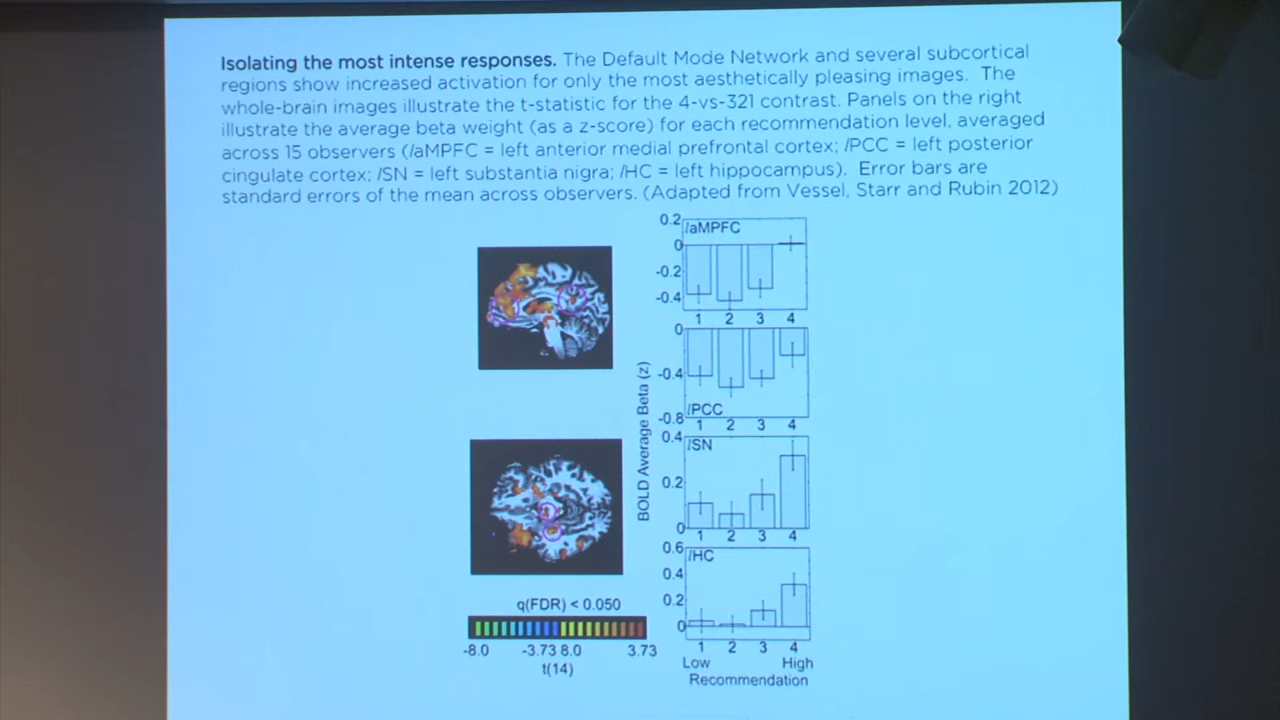 Isolating the most intense responses. The Default Mode Network and several subcortical
regions show increased activation for only the most aesthetically pleasing images. The
whole-brain images illustrate the t-statistic for the 4-vs-321 contrast. Panels on the right
illustrate the average beta weight (as a z-score) for each recommendation level, averaged
across 15 observers (laMPFC = left anterior medial prefrontal cortex; lPCC = left posterior
cingulate cortex; lSN = left substantia nigra; lHC = left hippocampus). Error bars are
standard errors of the mean across observers. (Adapted from Vessel, Starr and Rubin 2012)
0.2
laMPFC
0
-0.2
-0.4
1 2 3 4
0
-0.4
-0.8
lPCC
1 2 3 4
BOLD Average Beta (z)
0.4
lSN
0.2
0
1 2 3 4
0.6
lHC
0.4
0.2
0
1 2 3 4
Low High
Recommendation
q(FDR) < 0.050
-8.0 -3.73 8.0 3.73
t(14)